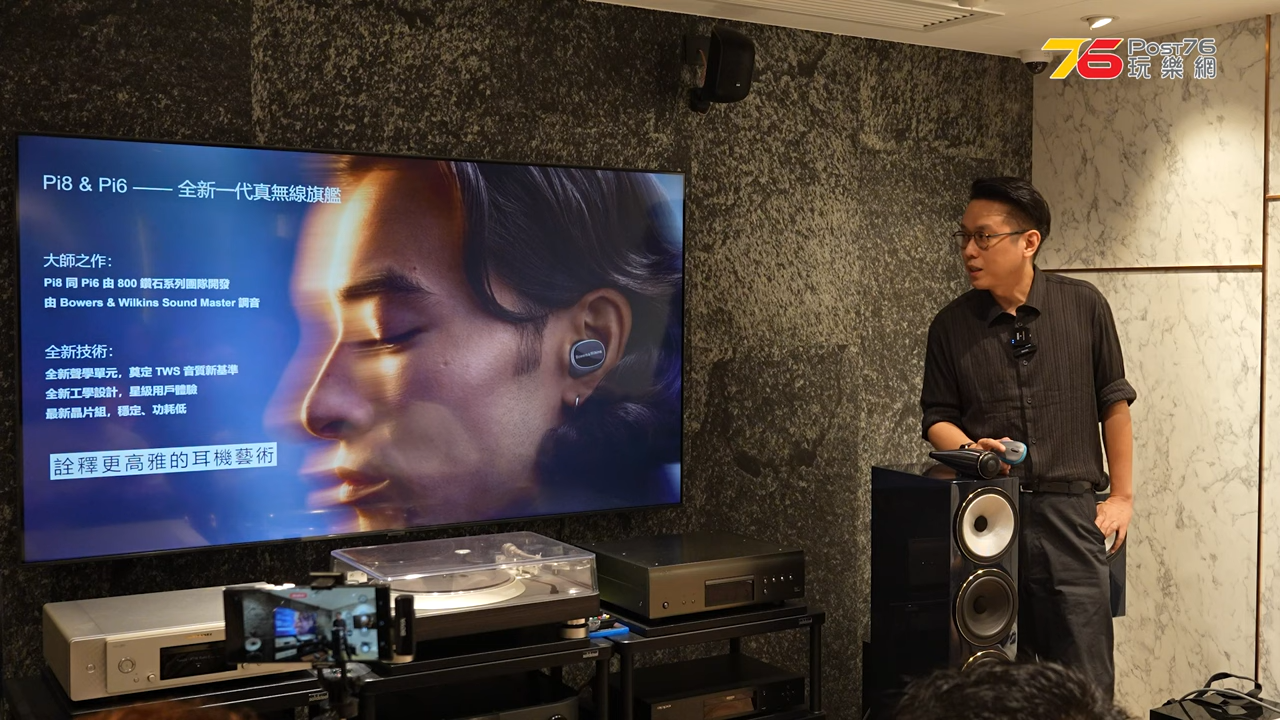 76 Post76
玩樂網
Pi8 & Pi6 —— 全新一代真無線旗艦
大師之作：
Pi8 同 Pi6 由 800 鑽石系列團隊開發
由 Bowers & Wilkins Sound Master 調音
全新技術：
全新聲學單元，奠定 TWS 音質新基準
全新工學設計，星級用戶體驗
最新晶片組，穩定、功耗低
詮釋更高雅的耳機藝術
Bowers & Wilkins